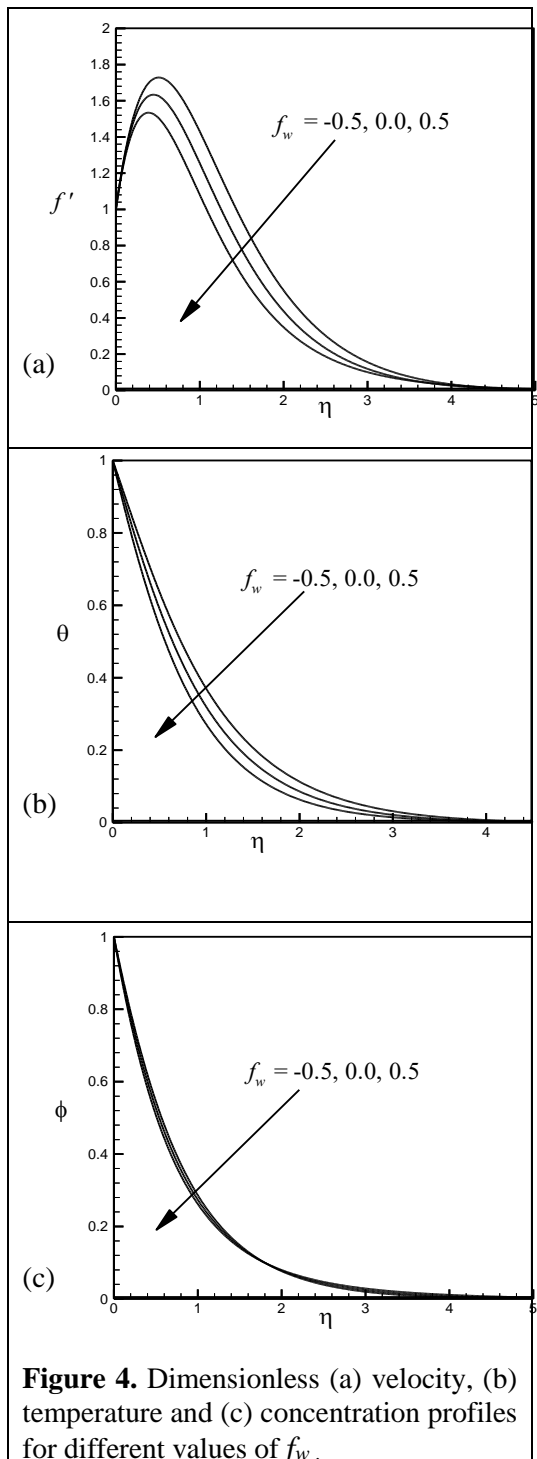 2
1.8
1.6
1.4
1.2
1
0.8
0.6
0.4
0.2
0
f′
f_w = -0.5, 0.0, 0.5
(a)
0 1 2 3 4 5
η
1
0.8
0.6
0.4
0.2
0
θ
f_w = -0.5, 0.0, 0.5
(b)
0 1 2 3 4
η
1
0.8
0.6
0.4
0.2
0
ϕ
f_w = -0.5, 0.0, 0.5
(c)
0 1 2 3 4 5
η
Figure 4. Dimensionless (a) velocity, (b)
temperature and (c) concentration profiles
for different values of f_w.